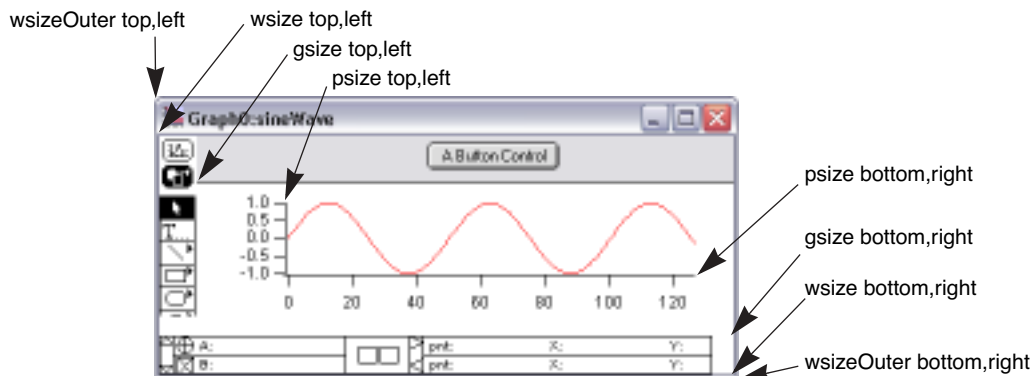 wsizeOuter top,left
wsize top,left
gsize top,left
psize top,left
Graph0:sineWave
A Button Control
1.0
0.5
0.0
-0.5
-1.0
0 20 40 60 80 100 120
T...
A: pnt: X: Y:
B: pnt: X: Y:
psize bottom,right
gsize bottom,right
wsize bottom,right
wsizeOuter bottom,right